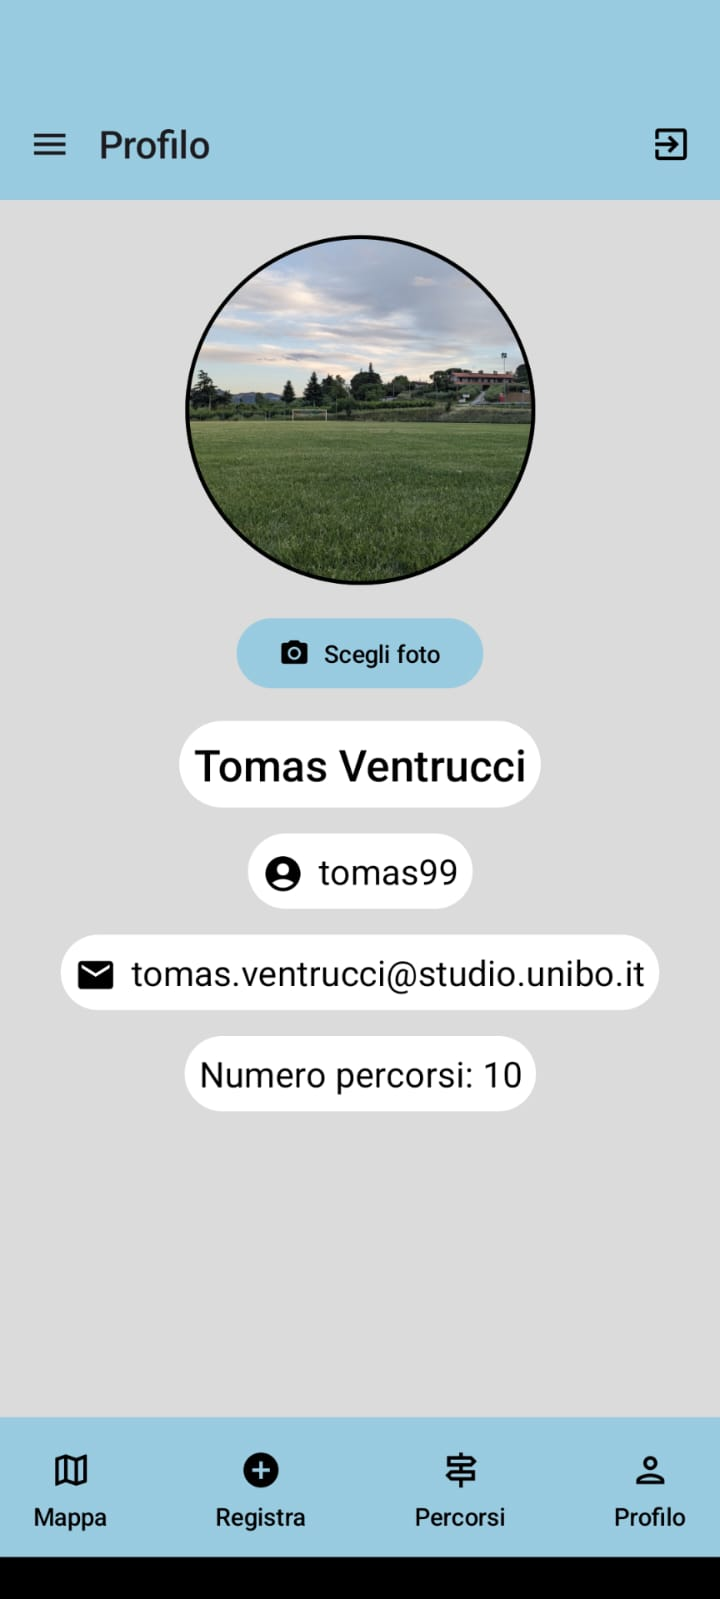 Profilo
Scegli foto
Tomas Ventrucci
tomas99
tomas.ventrucci@studio.unibo.it
Numero percorsi: 10
Mappa
Registra
Percorsi
Profilo